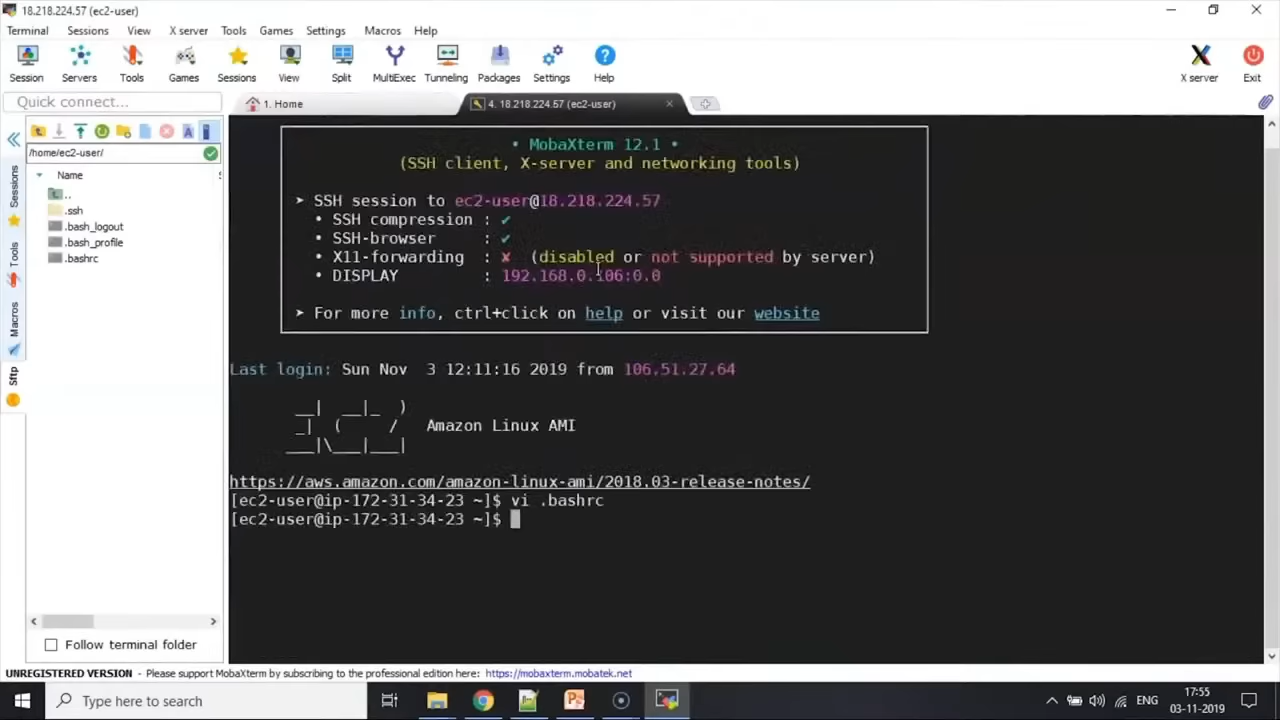 18.218.224.57 (ec2-user)
Terminal Sessions View X server Tools Games Settings Macros Help
Session Servers Tools Games Sessions View Split MultiExec Tunneling Packages Settings Help X server Exit
Quick connect...
1. Home
4. 18.218.224.57 (ec2-user)
/home/ec2-user/
Name
..
.ssh
.bash_logout
.bash_profile
.bashrc
Sessions
Tools
Macros
Sftp
• MobaXterm 12.1 •
(SSH client, X-server and networking tools)
➤ SSH session to ec2-user@18.218.224.57
• SSH compression : ✔
• SSH-browser : ✔
• X11-forwarding : ✘ (disabled or not supported by server)
• DISPLAY : 192.168.0.106:0.0
➤ For more info, ctrl+click on help or visit our website
Last login: Sun Nov 3 12:11:16 2019 from 106.51.27.64
__| __|_ )
_| ( / Amazon Linux AMI
___|\___|___|
https://aws.amazon.com/amazon-linux-ami/2018.03-release-notes/
[ec2-user@ip-172-31-34-23 ~]$ vi .bashrc
[ec2-user@ip-172-31-34-23 ~]$
Follow terminal folder
UNREGISTERED VERSION - Please support MobaXterm by subscribing to the professional edition here: https://mobaxterm.mobatek.net
Type here to search
ENG
17:55
03-11-2019